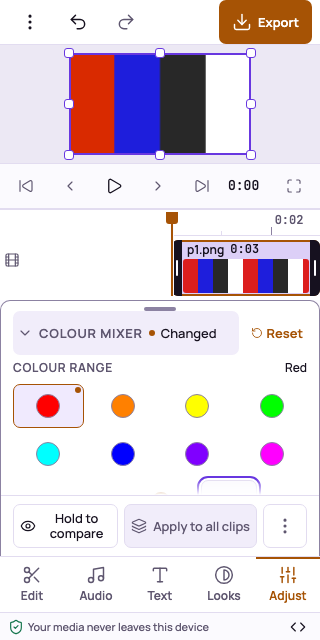 Export
0:00
0:02
p1.png 0:03
COLOUR MIXER Changed Reset
COLOUR RANGE Red
Hold to
compare
Apply to all clips
Edit Audio Text Looks Adjust
Your media never leaves this device